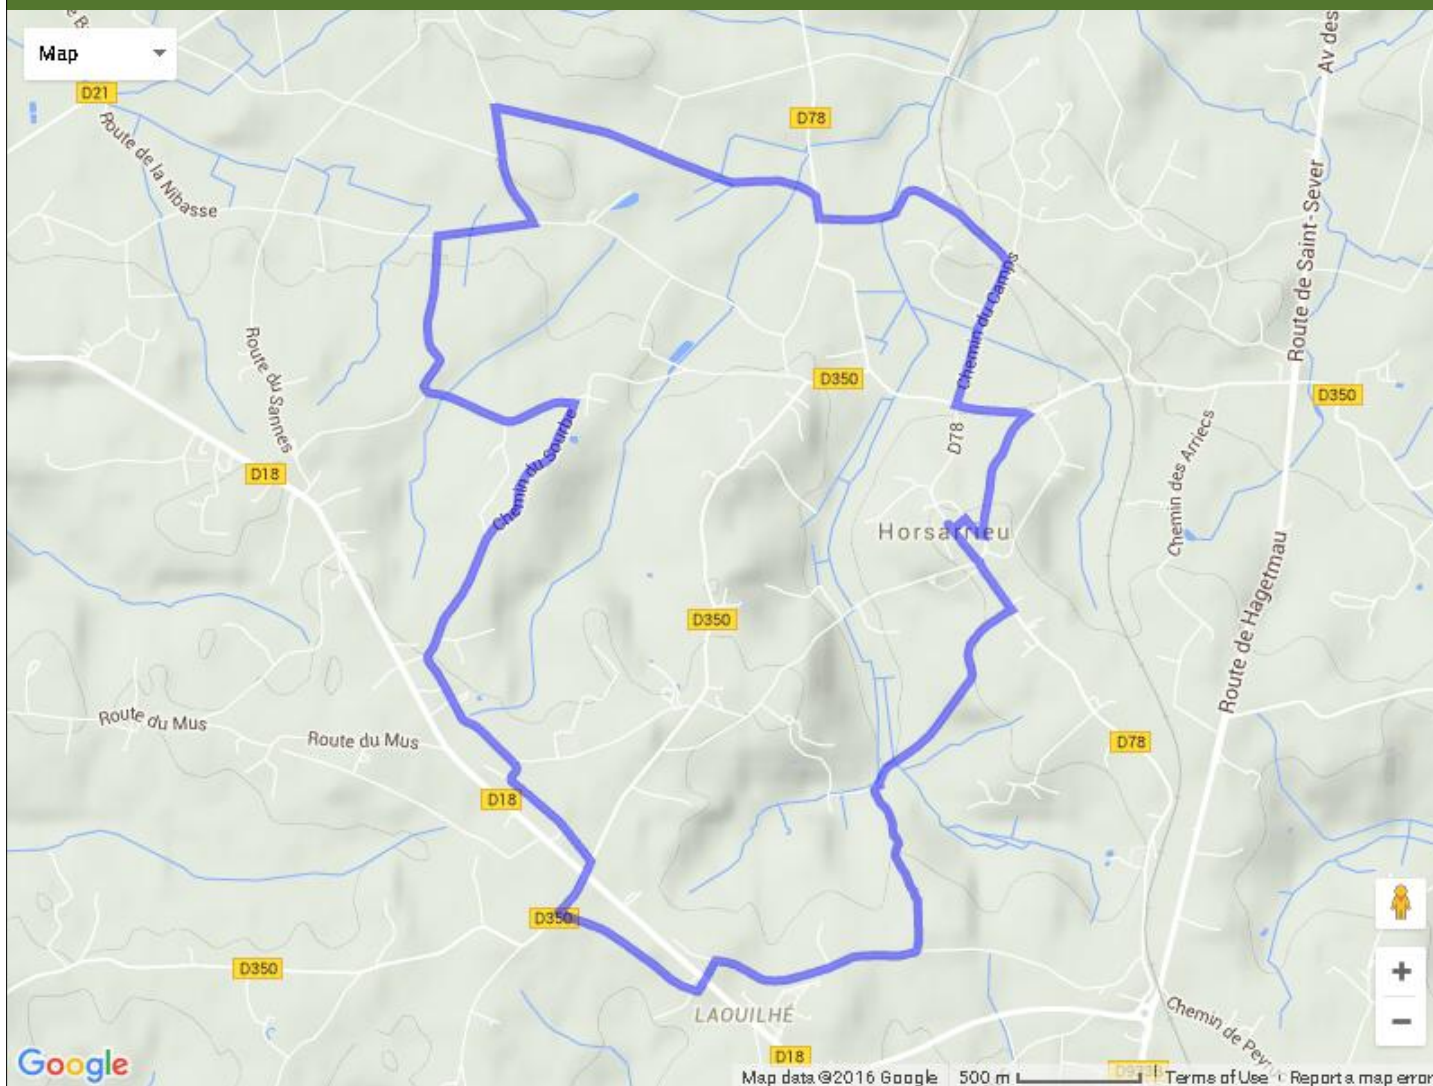 Map
D21
Av des
D78
Route de la Nibasse
Route de Saint-Sever
Chemin du Camps
Route du Sannes
D350
D350
Chemin du Sourbe
D78
Chemin des Arriecs
D18
Horsarrieu
Route de Hagetmau
D350
Route du Mus
Route du Mus
D78
D18
D350
D350
LAOUILHÉ
Chemin de
D18
Google
Map data ©2016 Google 500 m Terms of Use Report a map error